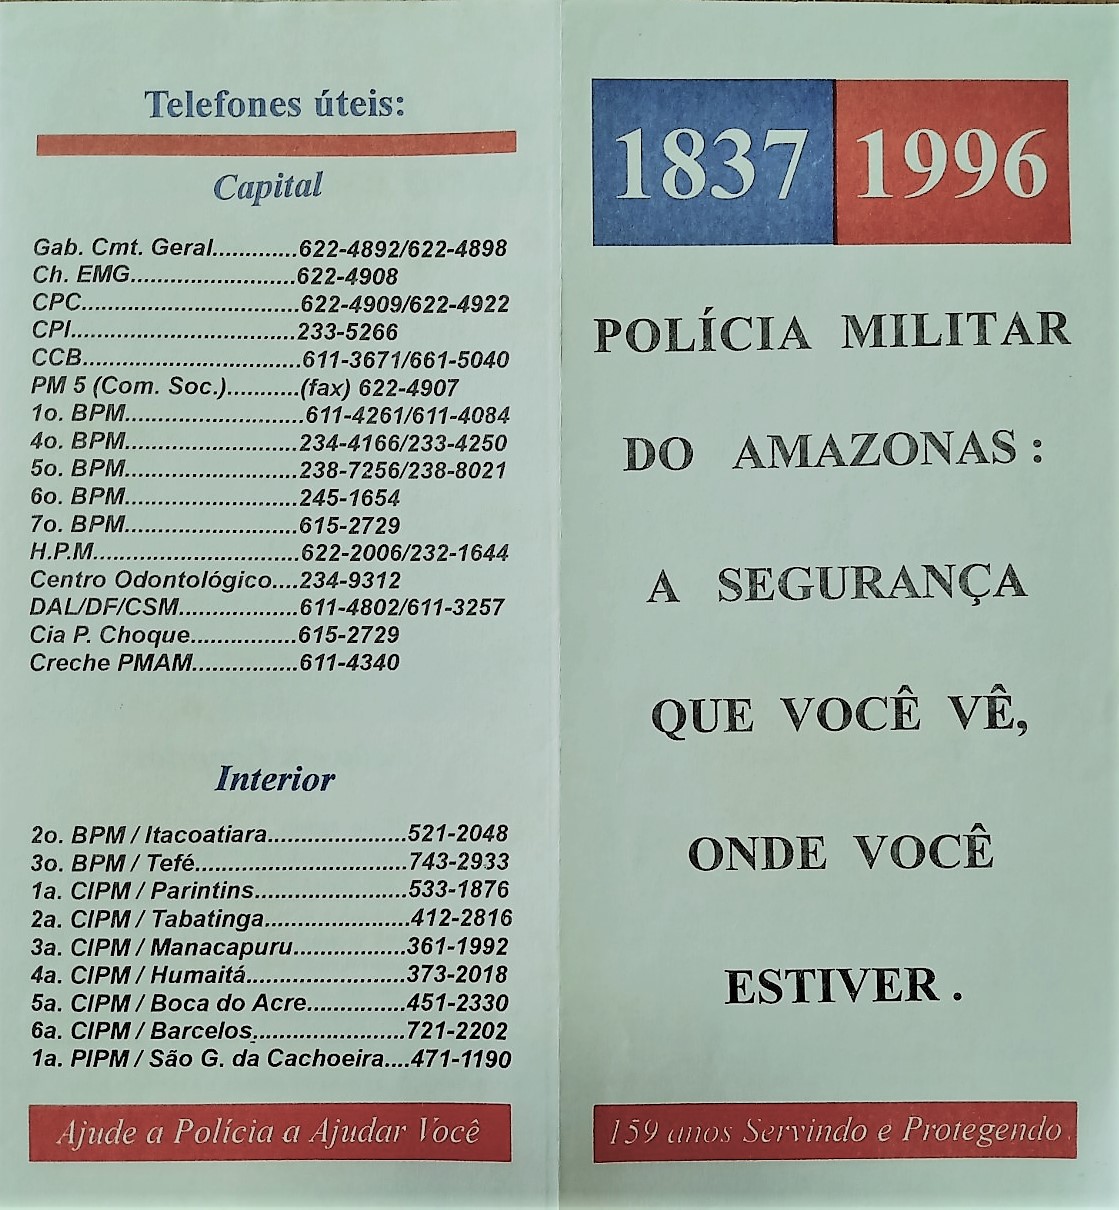 Telefones úteis:
Capital
Gab. Cmt. Geral.............622-4892/622-4898
Ch. EMG.........................622-4908
CPC.................................622-4909/622-4922
CPI..................................233-5266
CCB.................................611-3671/661-5040
PM 5 (Com. Soc.)...........(fax) 622-4907
1o. BPM...........................611-4261/611-4084
4o. BPM..........................234-4166/233-4250
5o. BPM..........................238-7256/238-8021
6o. BPM..........................245-1654
7o. BPM..........................615-2729
H.P.M...............................622-2006/232-1644
Centro Odontológico....234-9312
DAL/DF/CSM..................611-4802/611-3257
Cia P. Choque................615-2729
Creche PMAM................611-4340
Interior
2o. BPM / Itacoatiara.....................521-2048
3o. BPM / Tefé................................743-2933
1a. CIPM / Parintins.......................533-1876
2a. CIPM / Tabatinga......................412-2816
3a. CIPM / Manacapuru.................361-1992
4a. CIPM / Humaitá........................373-2018
5a. CIPM / Boca do Acre...............451-2330
6a. CIPM / Barcelos.......................721-2202
1a. PIPM / São G. da Cachoeira....471-1190
Ajude a Polícia a Ajudar Você
1837 1996
POLÍCIA MILITAR
DO AMAZONAS :
A SEGURANÇA
QUE VOCÊ VÊ,
ONDE VOCÊ
ESTIVER .
159 anos Servindo e Protegendo.